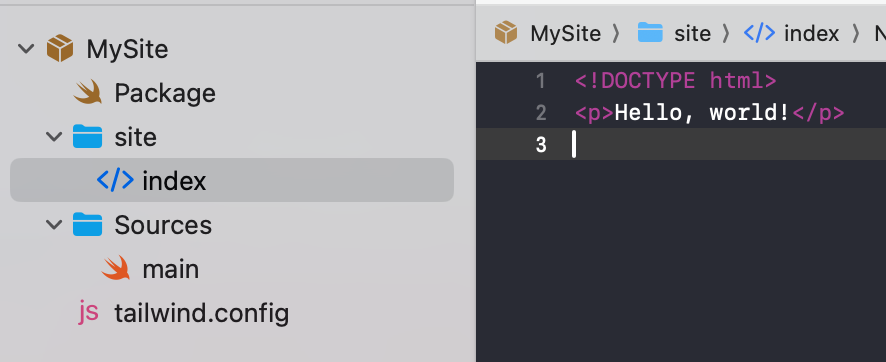 MySite
Package
site
index
Sources
main
js tailwind.config
MySite 〉 site 〉 </> index 〉
1 <!DOCTYPE html>
2 <p>Hello, world!</p>
3